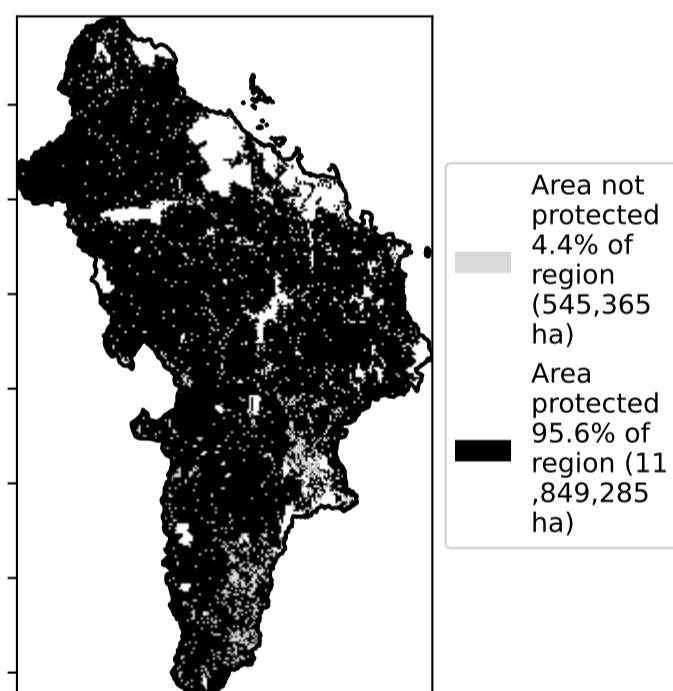 Area not
protected
4.4% of
region
(545,365
ha)
Area
protected
95.6% of
region (11
,849,285
ha)